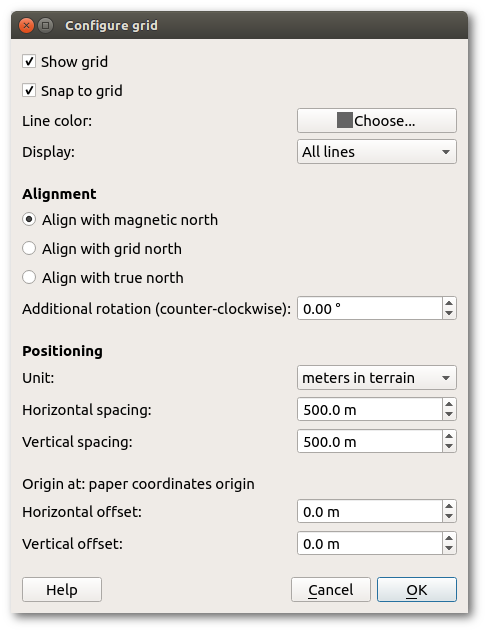 Configure grid
Show grid
Snap to grid
Line color: Choose...
Display: All lines
Alignment
Align with magnetic north
Align with grid north
Align with true north
Additional rotation (counter-clockwise): 0.00 °
Positioning
Unit: meters in terrain
Horizontal spacing: 500.0 m
Vertical spacing: 500.0 m
Origin at: paper coordinates origin
Horizontal offset: 0.0 m
Vertical offset: 0.0 m
Help Cancel OK